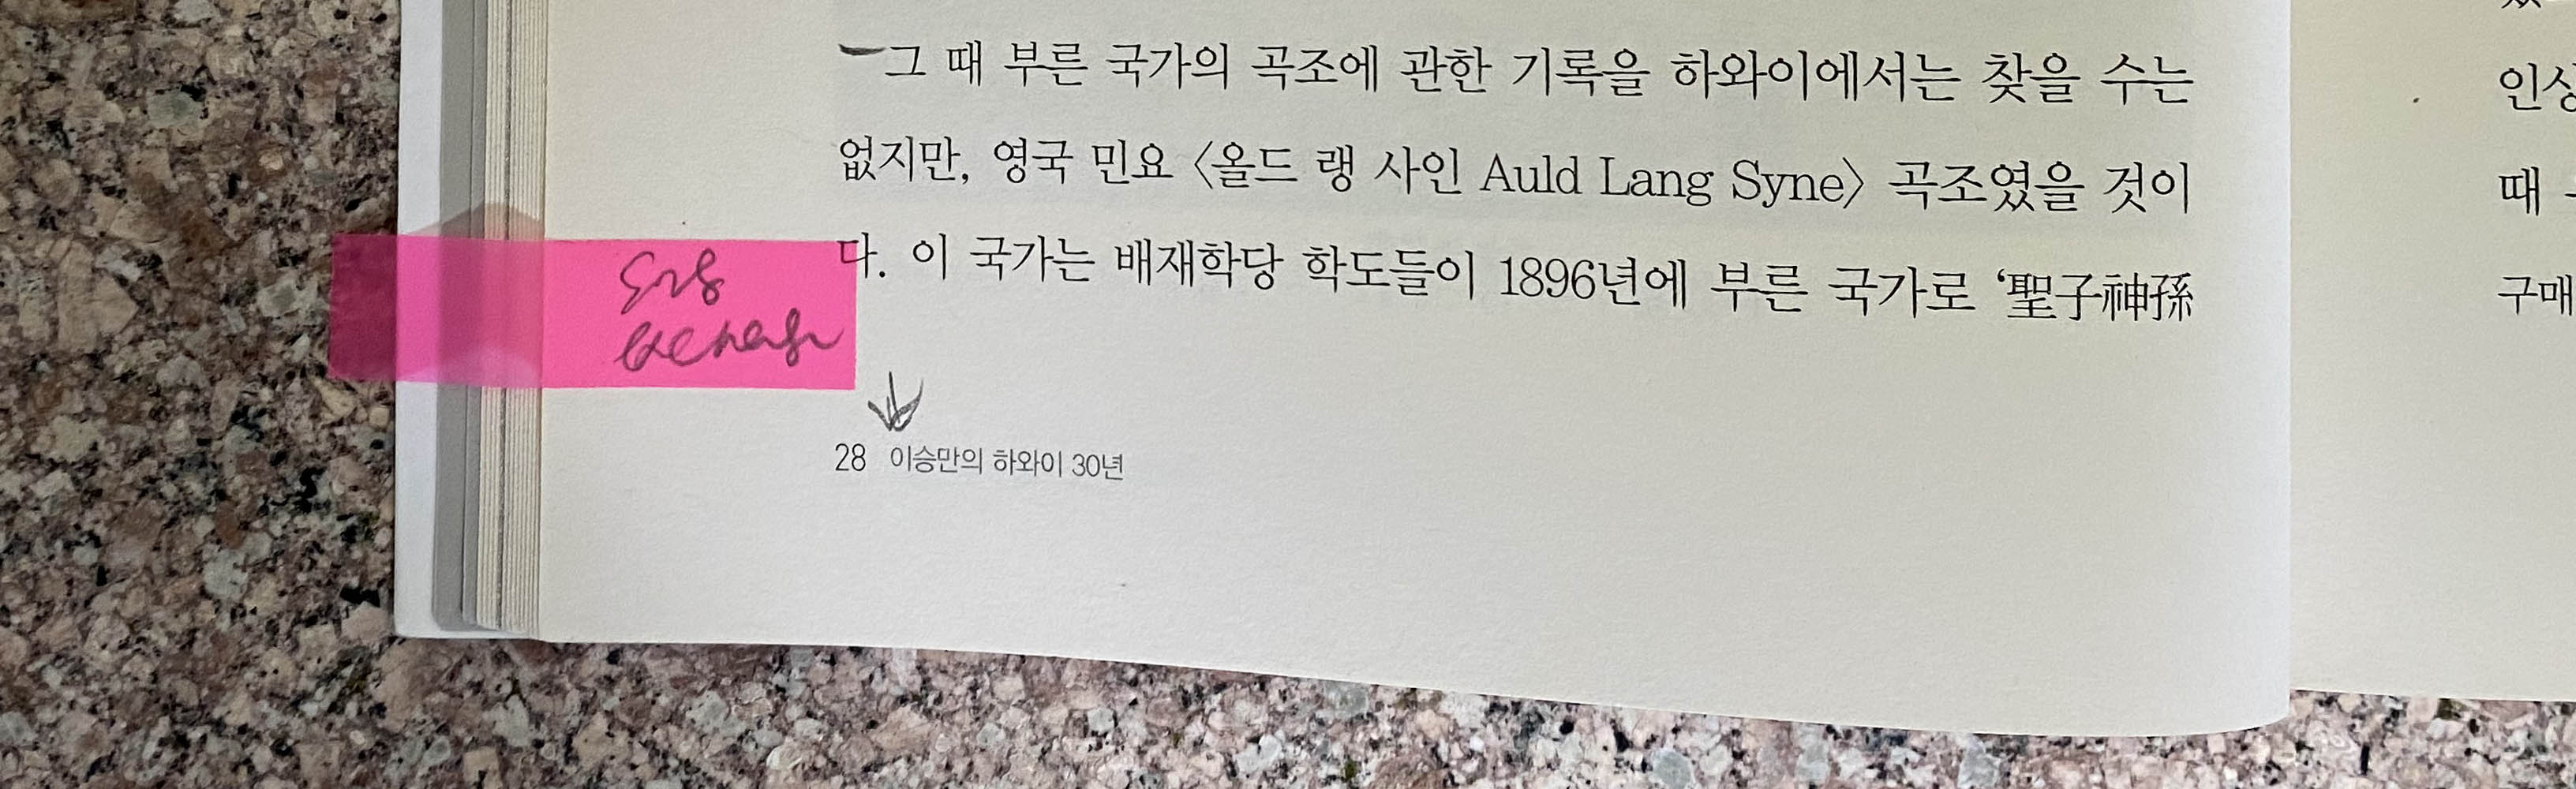 그 때 부른 국가의 곡조에 관한 기록을 하와이에서는 찾을 수는
없지만, 영국 민요 〈올드 랭 사인 Auld Lang Syne〉 곡조였을 것이
다. 이 국가는 배재학당 학도들이 1896년에 부른 국가로 ‘聖子神孫
28 이승만의 하와이 30년
인상
때
구매